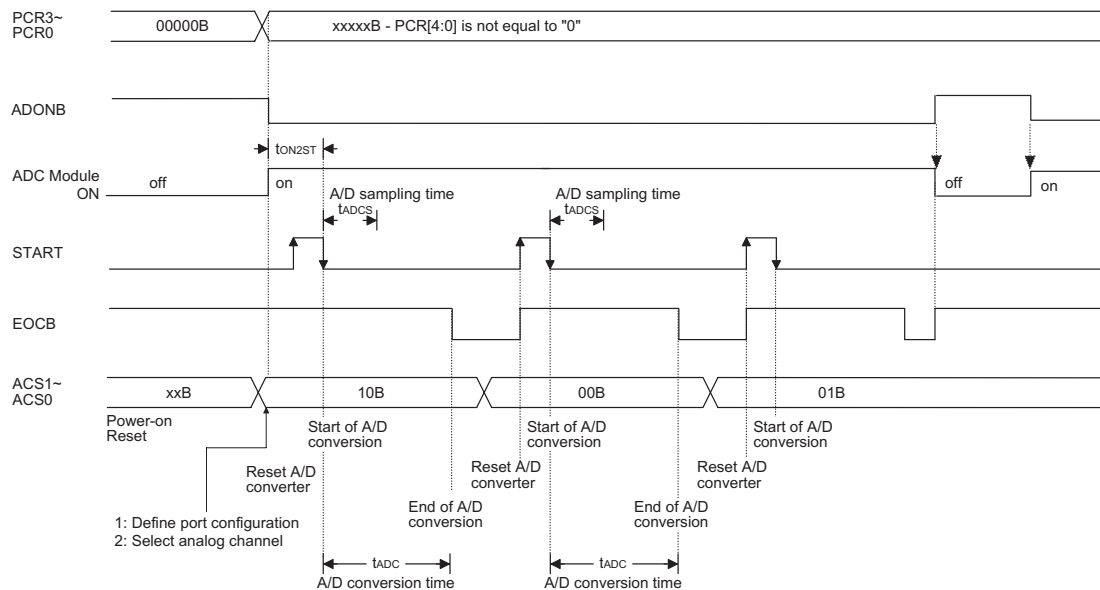 PCR3~
PCR0
00000B
xxxxxB - PCR[4:0] is not equal to "0"
ADONB
tON2ST
ADC Module
ON
off
on
off
on
A/D sampling time
tADCS
A/D sampling time
tADCS
START
EOCB
ACS1~
ACS0
xxB
10B
00B
01B
Power-on
Reset
Start of A/D
conversion
Start of A/D
conversion
Start of A/D
conversion
Reset A/D
converter
Reset A/D
converter
Reset A/D
converter
End of A/D
conversion
End of A/D
conversion
1: Define port configuration
2: Select analog channel
tADC
A/D conversion time
tADC
A/D conversion time